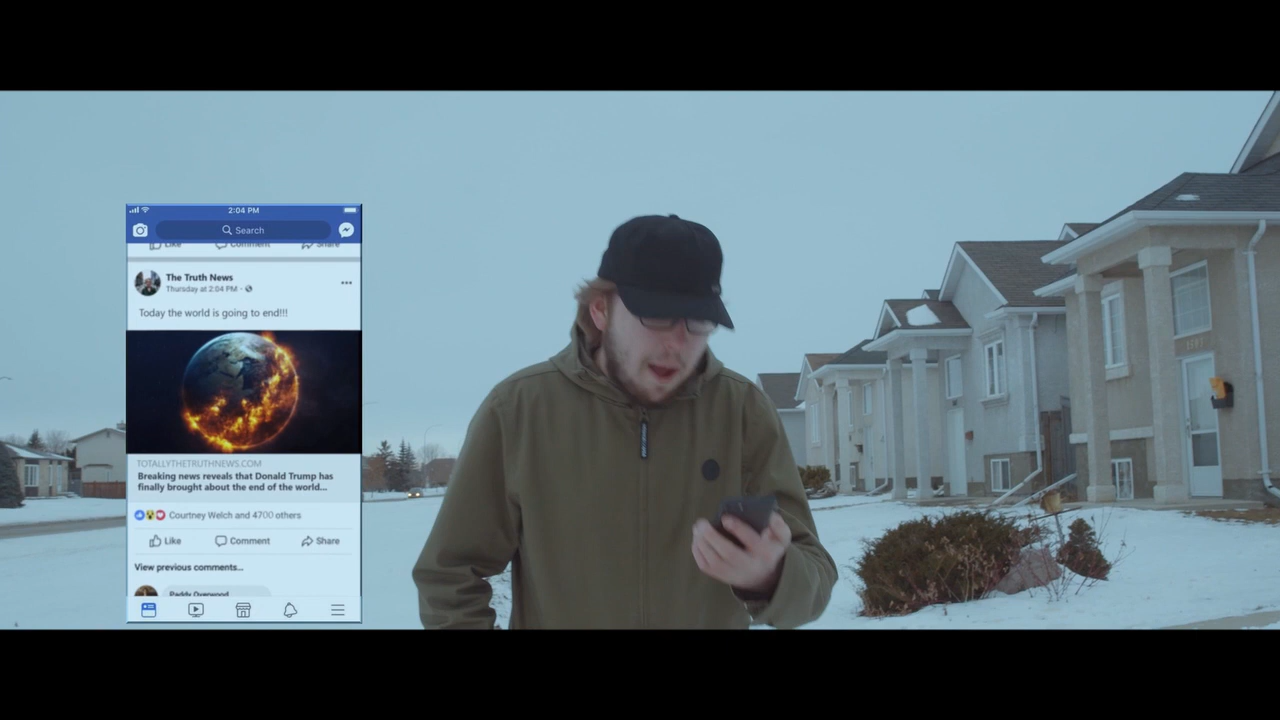 2:04 PM
Search
Like Comment Share
The Truth News
Thursday at 2:04 PM
Today the world is going to end!!!
TOTALLYTHETRUTHNEWS.COM
Breaking news reveals that Donald Trump has
finally brought about the end of the world...
Courtney Welch and 4700 others
Like Comment Share
View previous comments...
Paddy Overwood